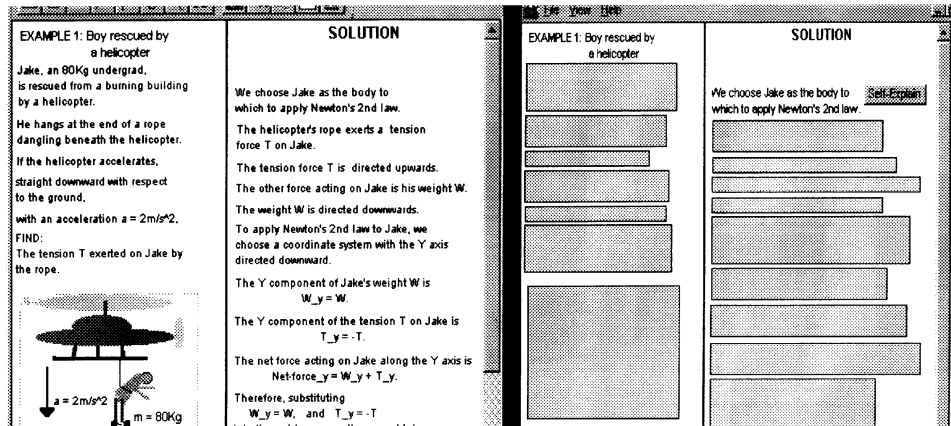 EXAMPLE 1: Boy rescued by
a helicopter
Jake, an 80Kg undergrad,
is rescued from a burning building
by a helicopter.
He hangs at the end of a rope
dangling beneath the helicopter.
If the helicopter accelerates,
straight downward with respect
to the ground,
with an acceleration a = 2m/s^2,
FIND:
The tension T exerted on Jake by
the rope.
a = 2m/s^2
m = 80Kg
SOLUTION
We choose Jake as the body to
which to apply Newton's 2nd law.
The helicopter's rope exerts a tension
force T on Jake.
The tension force T is directed upwards.
The other force acting on Jake is his weight W.
The weight W is directed downwards.
To apply Newton's 2nd law to Jake, we
choose a coordinate system with the Y axis
directed downward.
The Y component of Jake's weight W is
W_y = W.
The Y component of the tension T on Jake is
T_y = -T.
The net force acting on Jake along the Y axis is
Net-force_y = W_y + T_y.
Therefore, substituting
W_y = W, and T_y = -T
File View Help
EXAMPLE 1: Boy rescued by
a helicopter
SOLUTION
We choose Jake as the body to
which to apply Newton's 2nd law.
Self-Explain